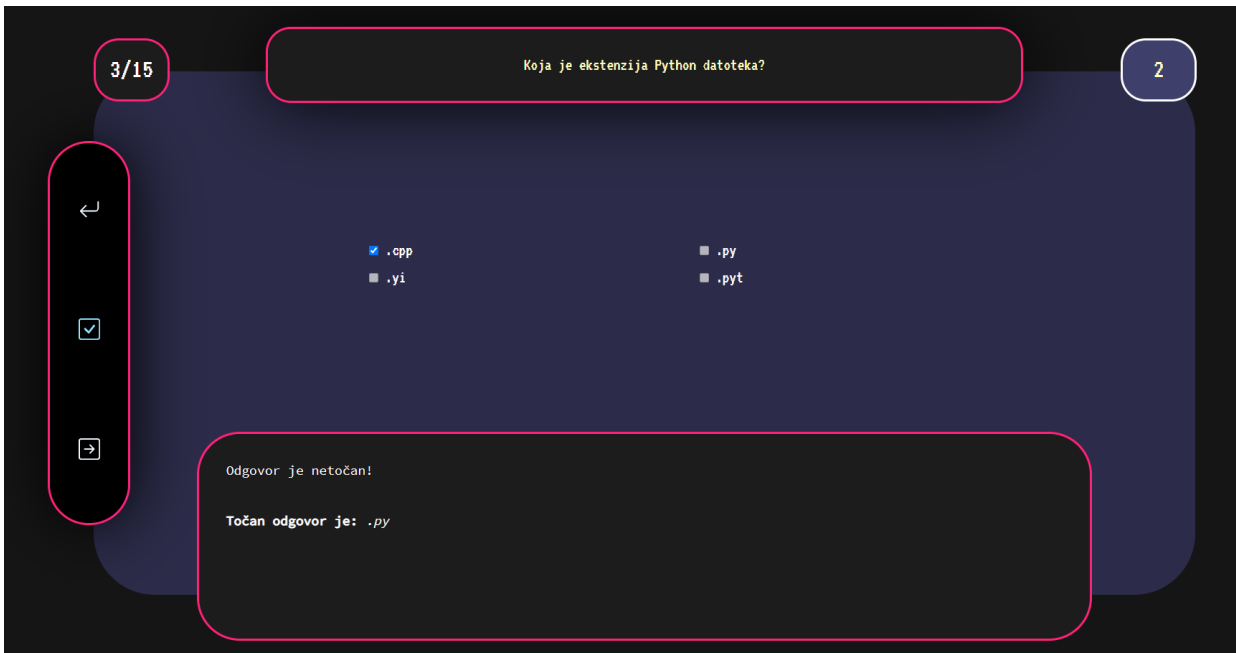 3/15
Koja je ekstenzija Python datoteka?
2
.cpp
.py
.yi
.pyt
Odgovor je netočan!
Točan odgovor je: .py